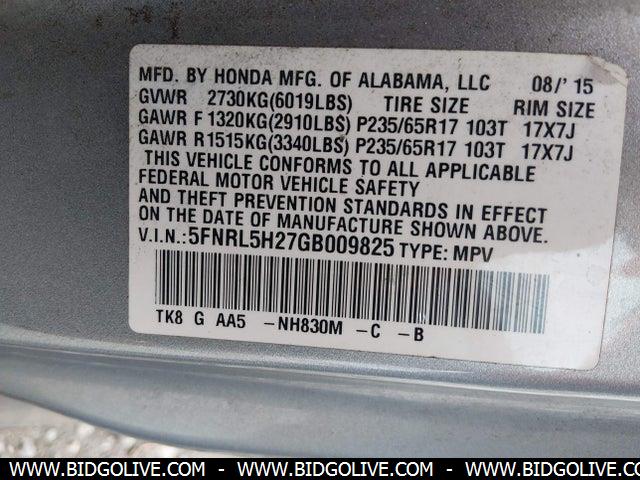 MFD. BY HONDA MFG. OF ALABAMA, LLC 08/'15
GVWR 2730KG(6019LBS) TIRE SIZE RIM SIZE
GAWR F 1320KG(2910LBS) P235/65R17 103T 17X7J
GAWR R1515KG(3340LBS) P235/65R17 103T 17X7J
THIS VEHICLE CONFORMS TO ALL APPLICABLE
FEDERAL MOTOR VEHICLE SAFETY
AND THEFT PREVENTION STANDARDS IN EFFECT
ON THE DATE OF MANUFACTURE SHOWN ABOVE.
V.I.N.:5FNRL5H27GB009825 TYPE: MPV
TK8 G AA5 -NH830M -C -B
WWW.BIDGOLIVE.COM - WWW.BIDGOLIVE.COM - WWW.BIDGOLIVE.COM